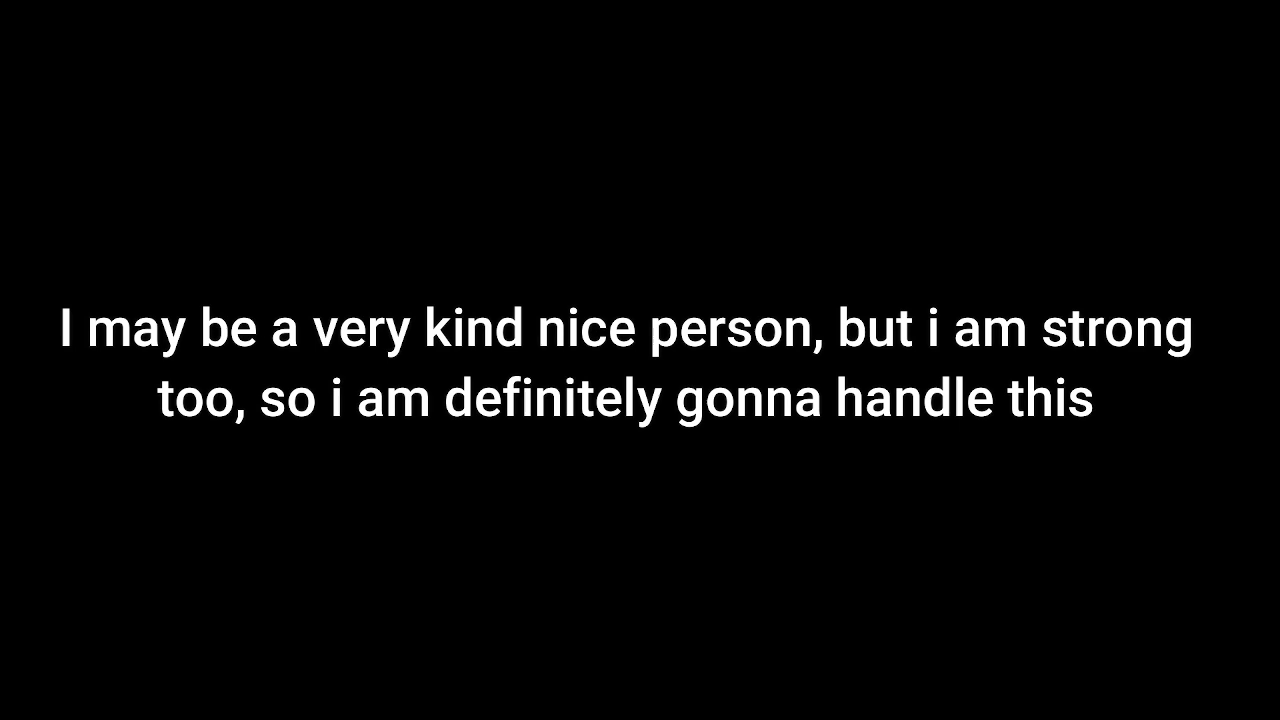 I may be a very kind nice person, but i am strong
too, so i am definitely gonna handle this